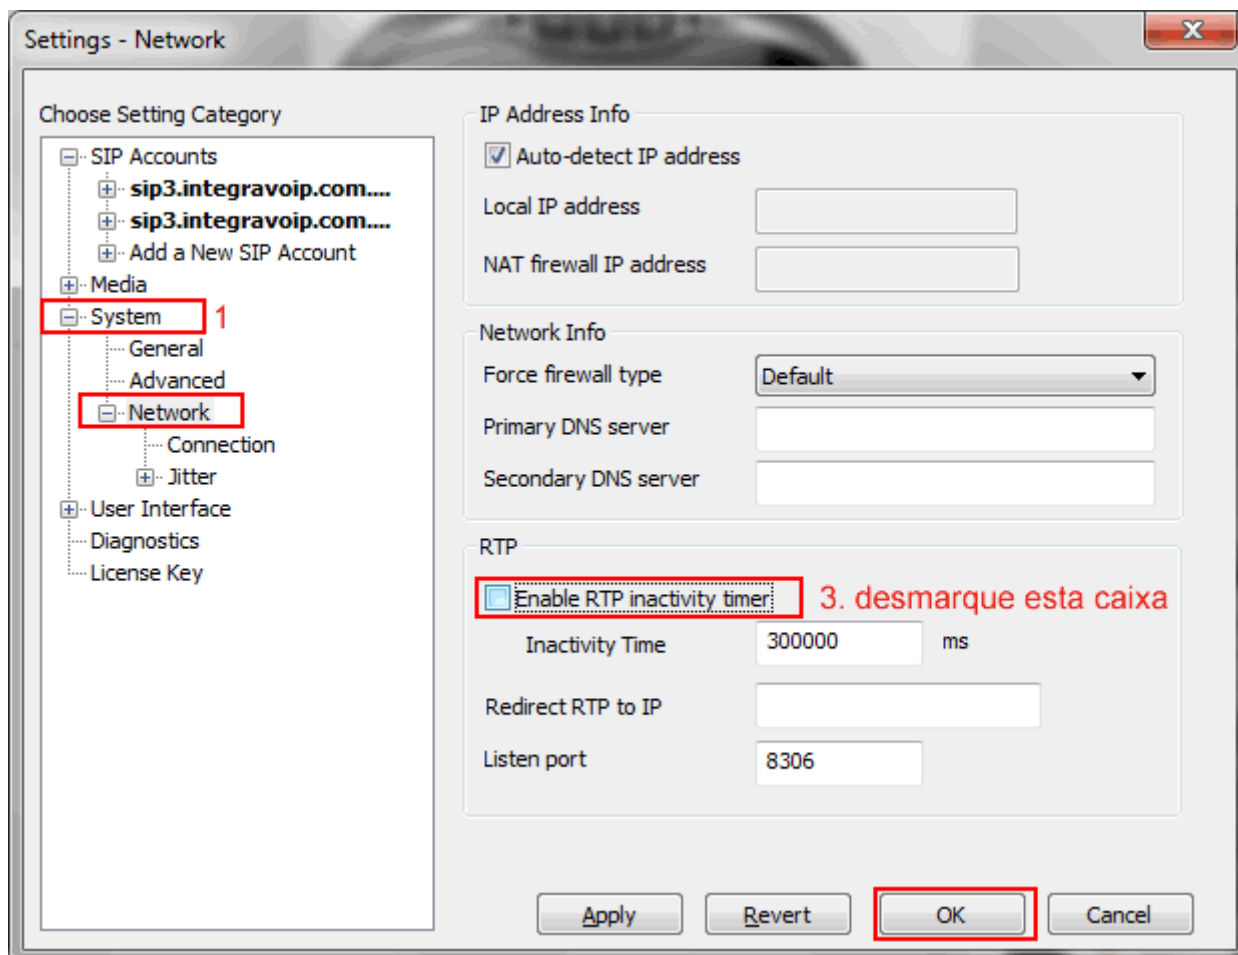 Settings - Network
Choose Setting Category
SIP Accounts
sip3.integravoip.com....
sip3.integravoip.com....
Add a New SIP Account
Media
System
1
General
Advanced
Network
Connection
Jitter
User Interface
Diagnostics
License Key
IP Address Info
Auto-detect IP address
Local IP address
NAT firewall IP address
Network Info
Force firewall type
Default
Primary DNS server
Secondary DNS server
RTP
Enable RTP inactivity timer
3. desmarque esta caixa
Inactivity Time
300000
ms
Redirect RTP to IP
Listen port
8306
Apply
Revert
OK
Cancel